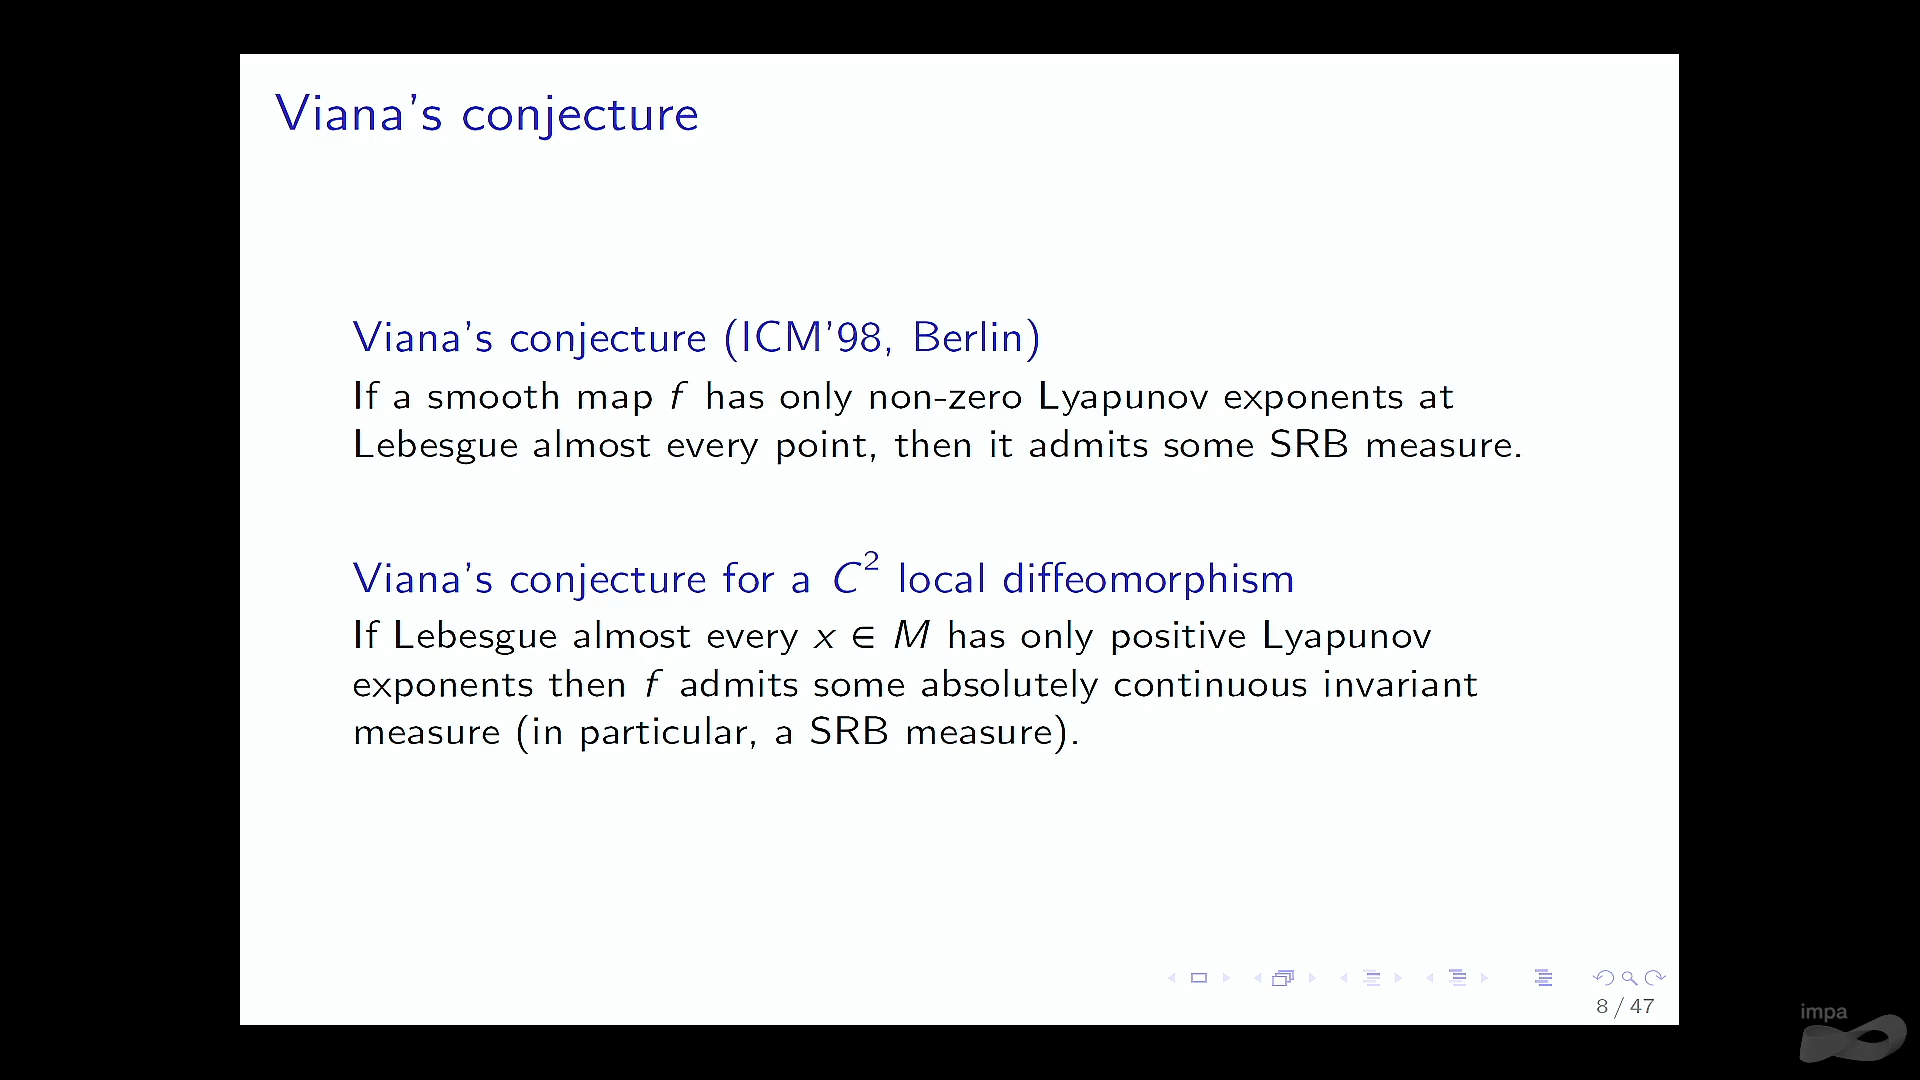 Viana's conjecture
Viana's conjecture (ICM'98, Berlin)
If a smooth map f has only non-zero Lyapunov exponents at
Lebesgue almost every point, then it admits some SRB measure.
Viana's conjecture for a C² local diffeomorphism
If Lebesgue almost every x ∈ M has only positive Lyapunov
exponents then f admits some absolutely continuous invariant
measure (in particular, a SRB measure).
8 / 47
impa